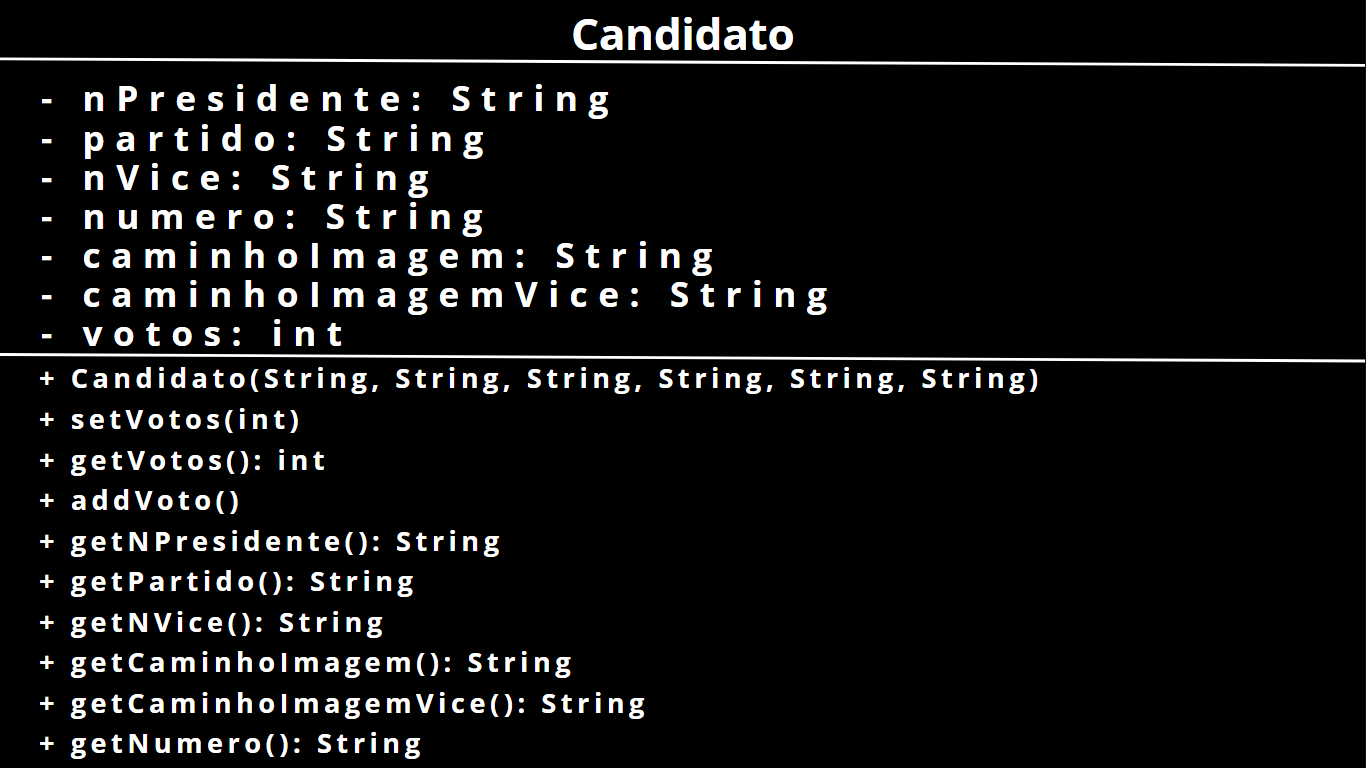 Candidato
- nPresidente: String
- partido: String
- nVice: String
- numero: String
- caminhoImagem: String
- caminhoImagemVice: String
- votos: int
+ Candidato(String, String, String, String, String, String)
+ setVotos(int)
+ getVotos(): int
+ addVoto()
+ getNPresidente(): String
+ getPartido(): String
+ getNVice(): String
+ getCaminhoImagem(): String
+ getCaminhoImagemVice(): String
+ getNumero(): String